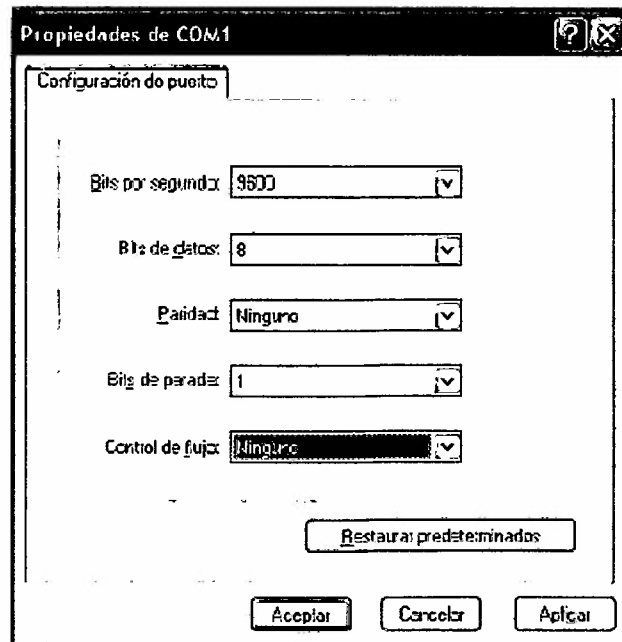 Propiedades de COM1
Configuración de puerto
Bits por segundo: 9600
Bits de datos: 8
Paridad: Ninguno
Bits de parada: 1
Control de flujo: Ninguno
Restaurar predeterminados
Aceptar Cancelar Aplicar